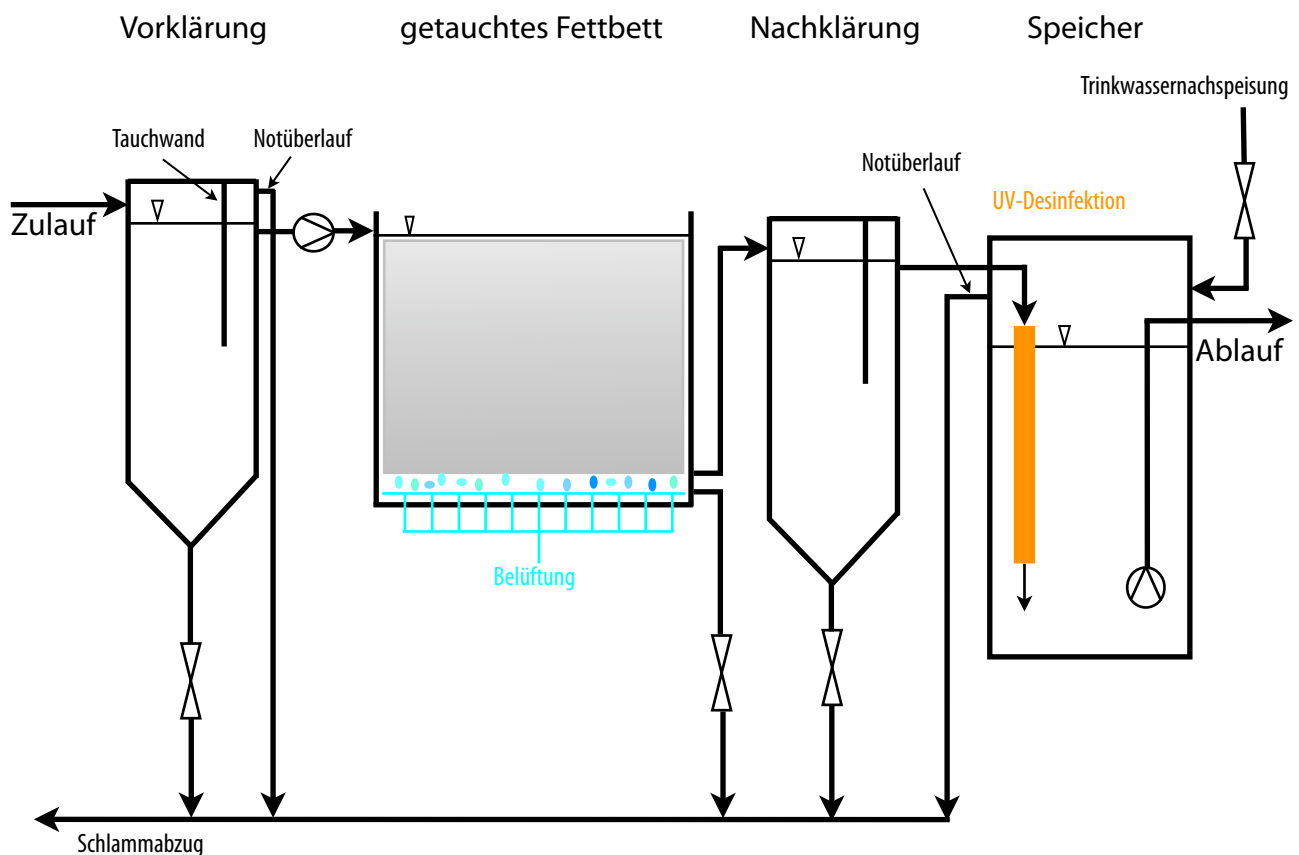 Vorklärung
getauchtes Fettbett
Nachklärung
Speicher
Trinkwassernachspeisung
Tauchwand
Notüberlauf
Notüberlauf
UV-Desinfektion
Zulauf
Ablauf
Belüftung
Schlammabzug